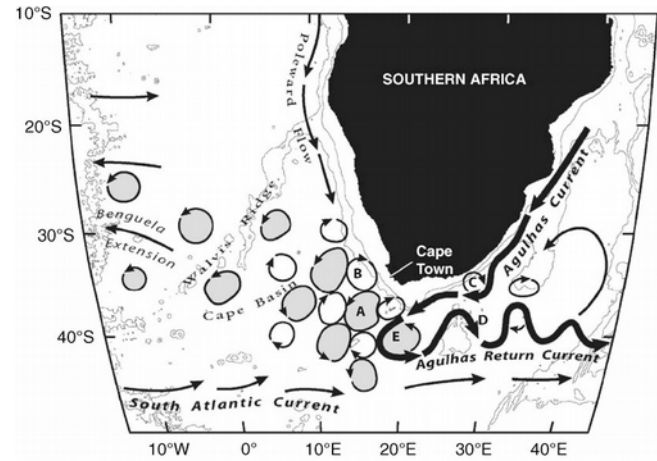 10°S
Poleward Flow
SOUTHERN AFRICA
20°S
Agulhas Current
Benguela
Extension
Walvis Ridge
30°S
Cape
Town
B
C
Cape Basin
A
D
E
40°S
Agulhas Return Current
South Atlantic Current
10°W
0°
10°E
20°E
30°E
40°E